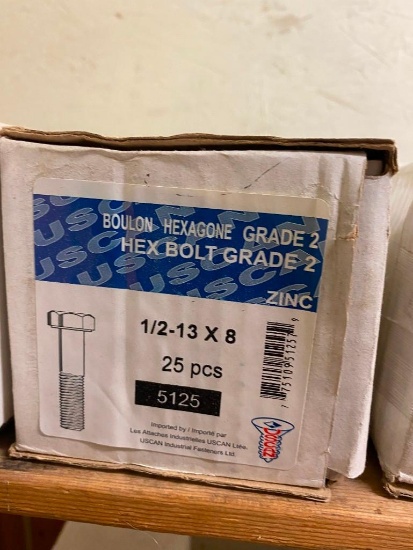 BOULON HEXAGONE GRADE 2
HEX BOLT GRADE 2
ZINC
1/2-13 X 8
25 pcs
5125
Imported by / Importé par
Les Attaches Industrielles USCAN Ltée.
USCAN Industrial Fasteners Ltd.